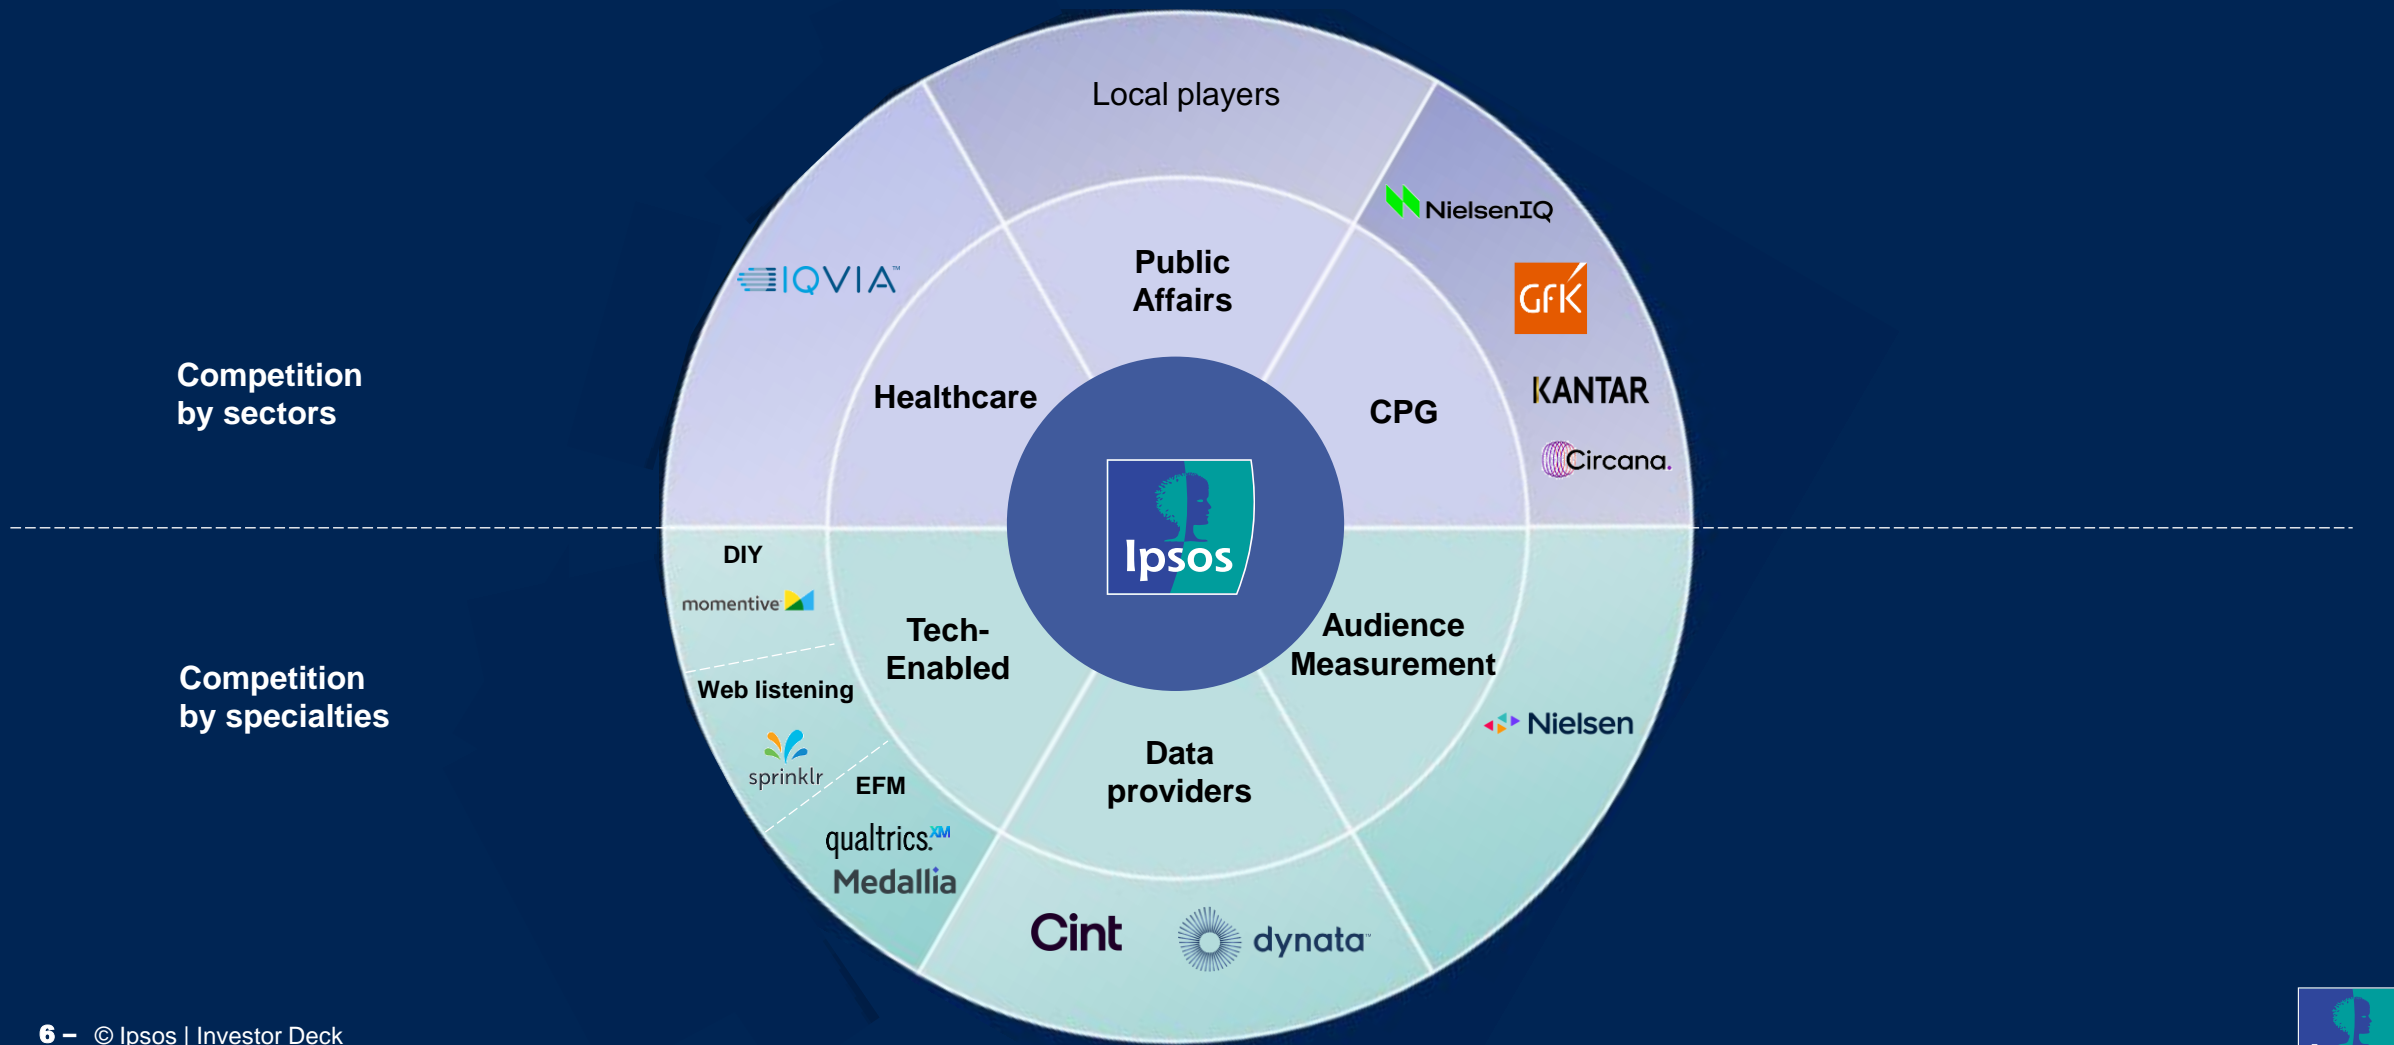 Local players
NielsenIQ
GfK
KANTAR
Circana.
IQVIA™
Public
Affairs
Healthcare
CPG
Competition
by sectors
Ipsos
DIY
momentive
Tech-
Enabled
Audience
Measurement
Web listening
sprinklr
Competition
by specialties
Nielsen
Data
providers
EFM
qualtrics.XM
Medallia
Cint
dynata™
6 – © Ipsos | Investor Deck